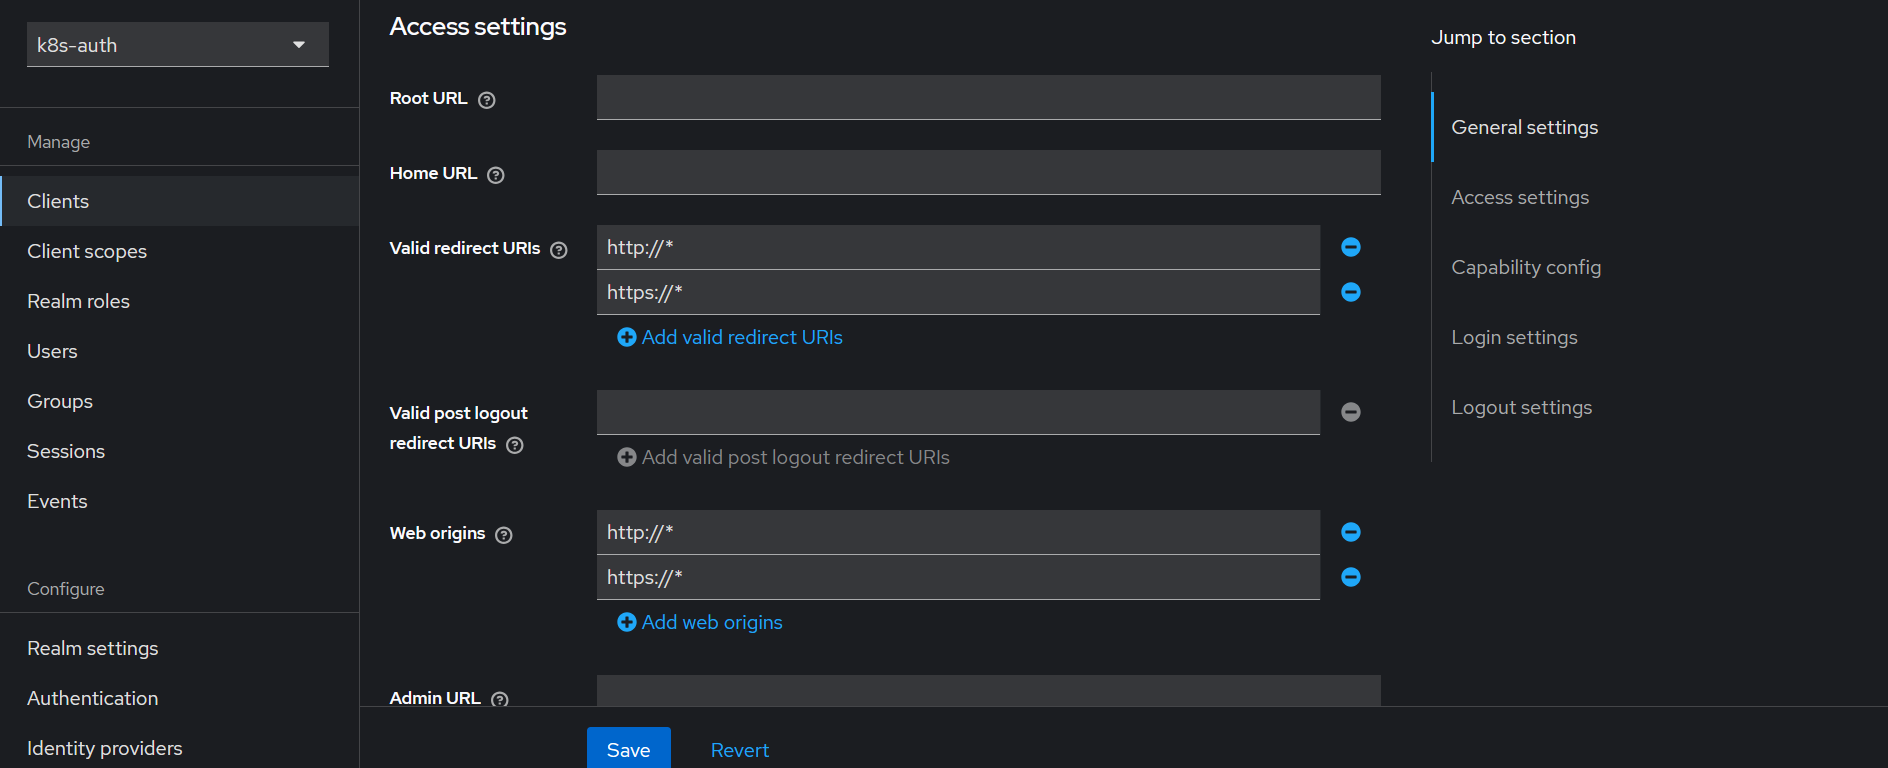 k8s-auth
Manage
Clients
Client scopes
Realm roles
Users
Groups
Sessions
Events
Configure
Realm settings
Authentication
Identity providers
Access settings
Root URL
Home URL
Valid redirect URIs
http://*
https://*
Add valid redirect URIs
Valid post logout
redirect URIs
Add valid post logout redirect URIs
Web origins
http://*
https://*
Add web origins
Admin URL
Save Revert
Jump to section
General settings
Access settings
Capability config
Login settings
Logout settings